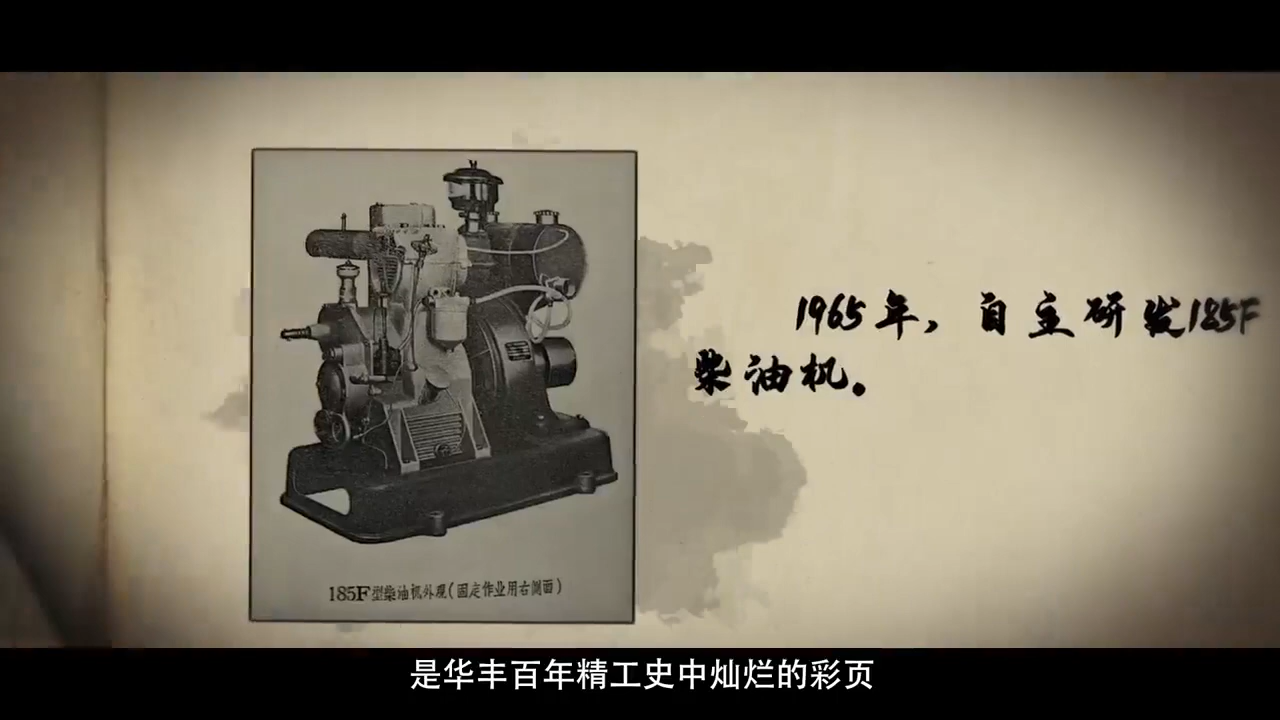 1965年，自主研发185F
柴油机。
185F型柴油机外观(固定作业用右侧面)
是华丰百年精工史中灿烂的彩页